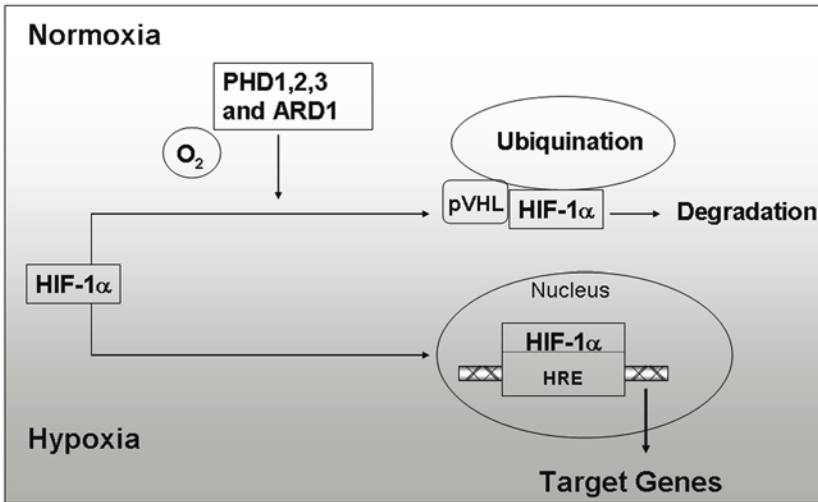 Normoxia
PHD1,2,3
and ARD1
O₂
Ubiquination
pVHL
HIF-1α
Degradation
HIF-1α
Nucleus
HIF-1α
HRE
Hypoxia
Target Genes